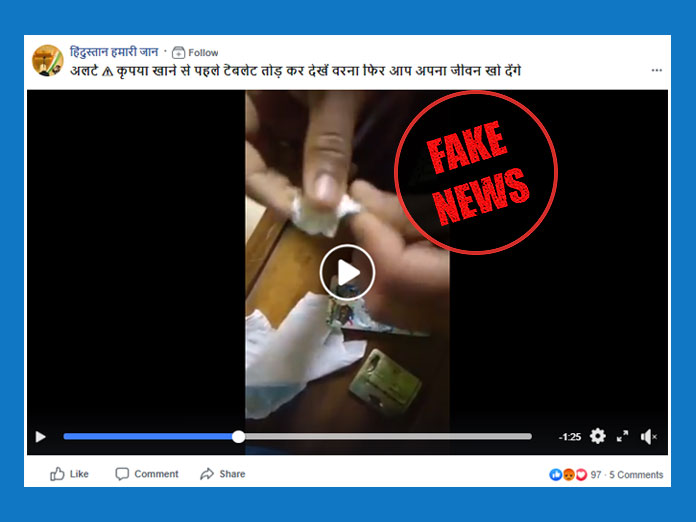 हिंदुस्तान हमारी जान · Follow
अलर्ट ⚠ कृपया खाने से पहले टैबलेट तोड़ कर देखें वरना फिर आप अपना जीवन खो देंगे
FAKE
NEWS
-1:25
Like Comment Share 97 · 5 Comments